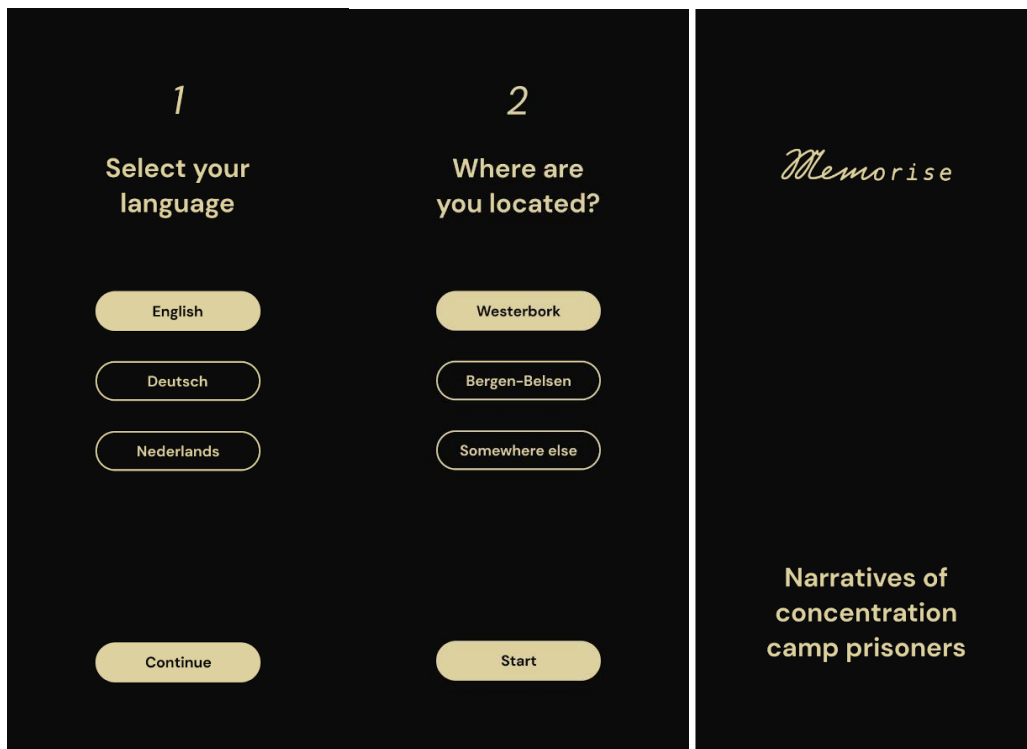 1
Select your
language
English
Deutsch
Nederlands
Continue
2
Where are
you located?
Westerbork
Bergen-Belsen
Somewhere else
Start
Memorise
Narratives of
concentration
camp prisoners